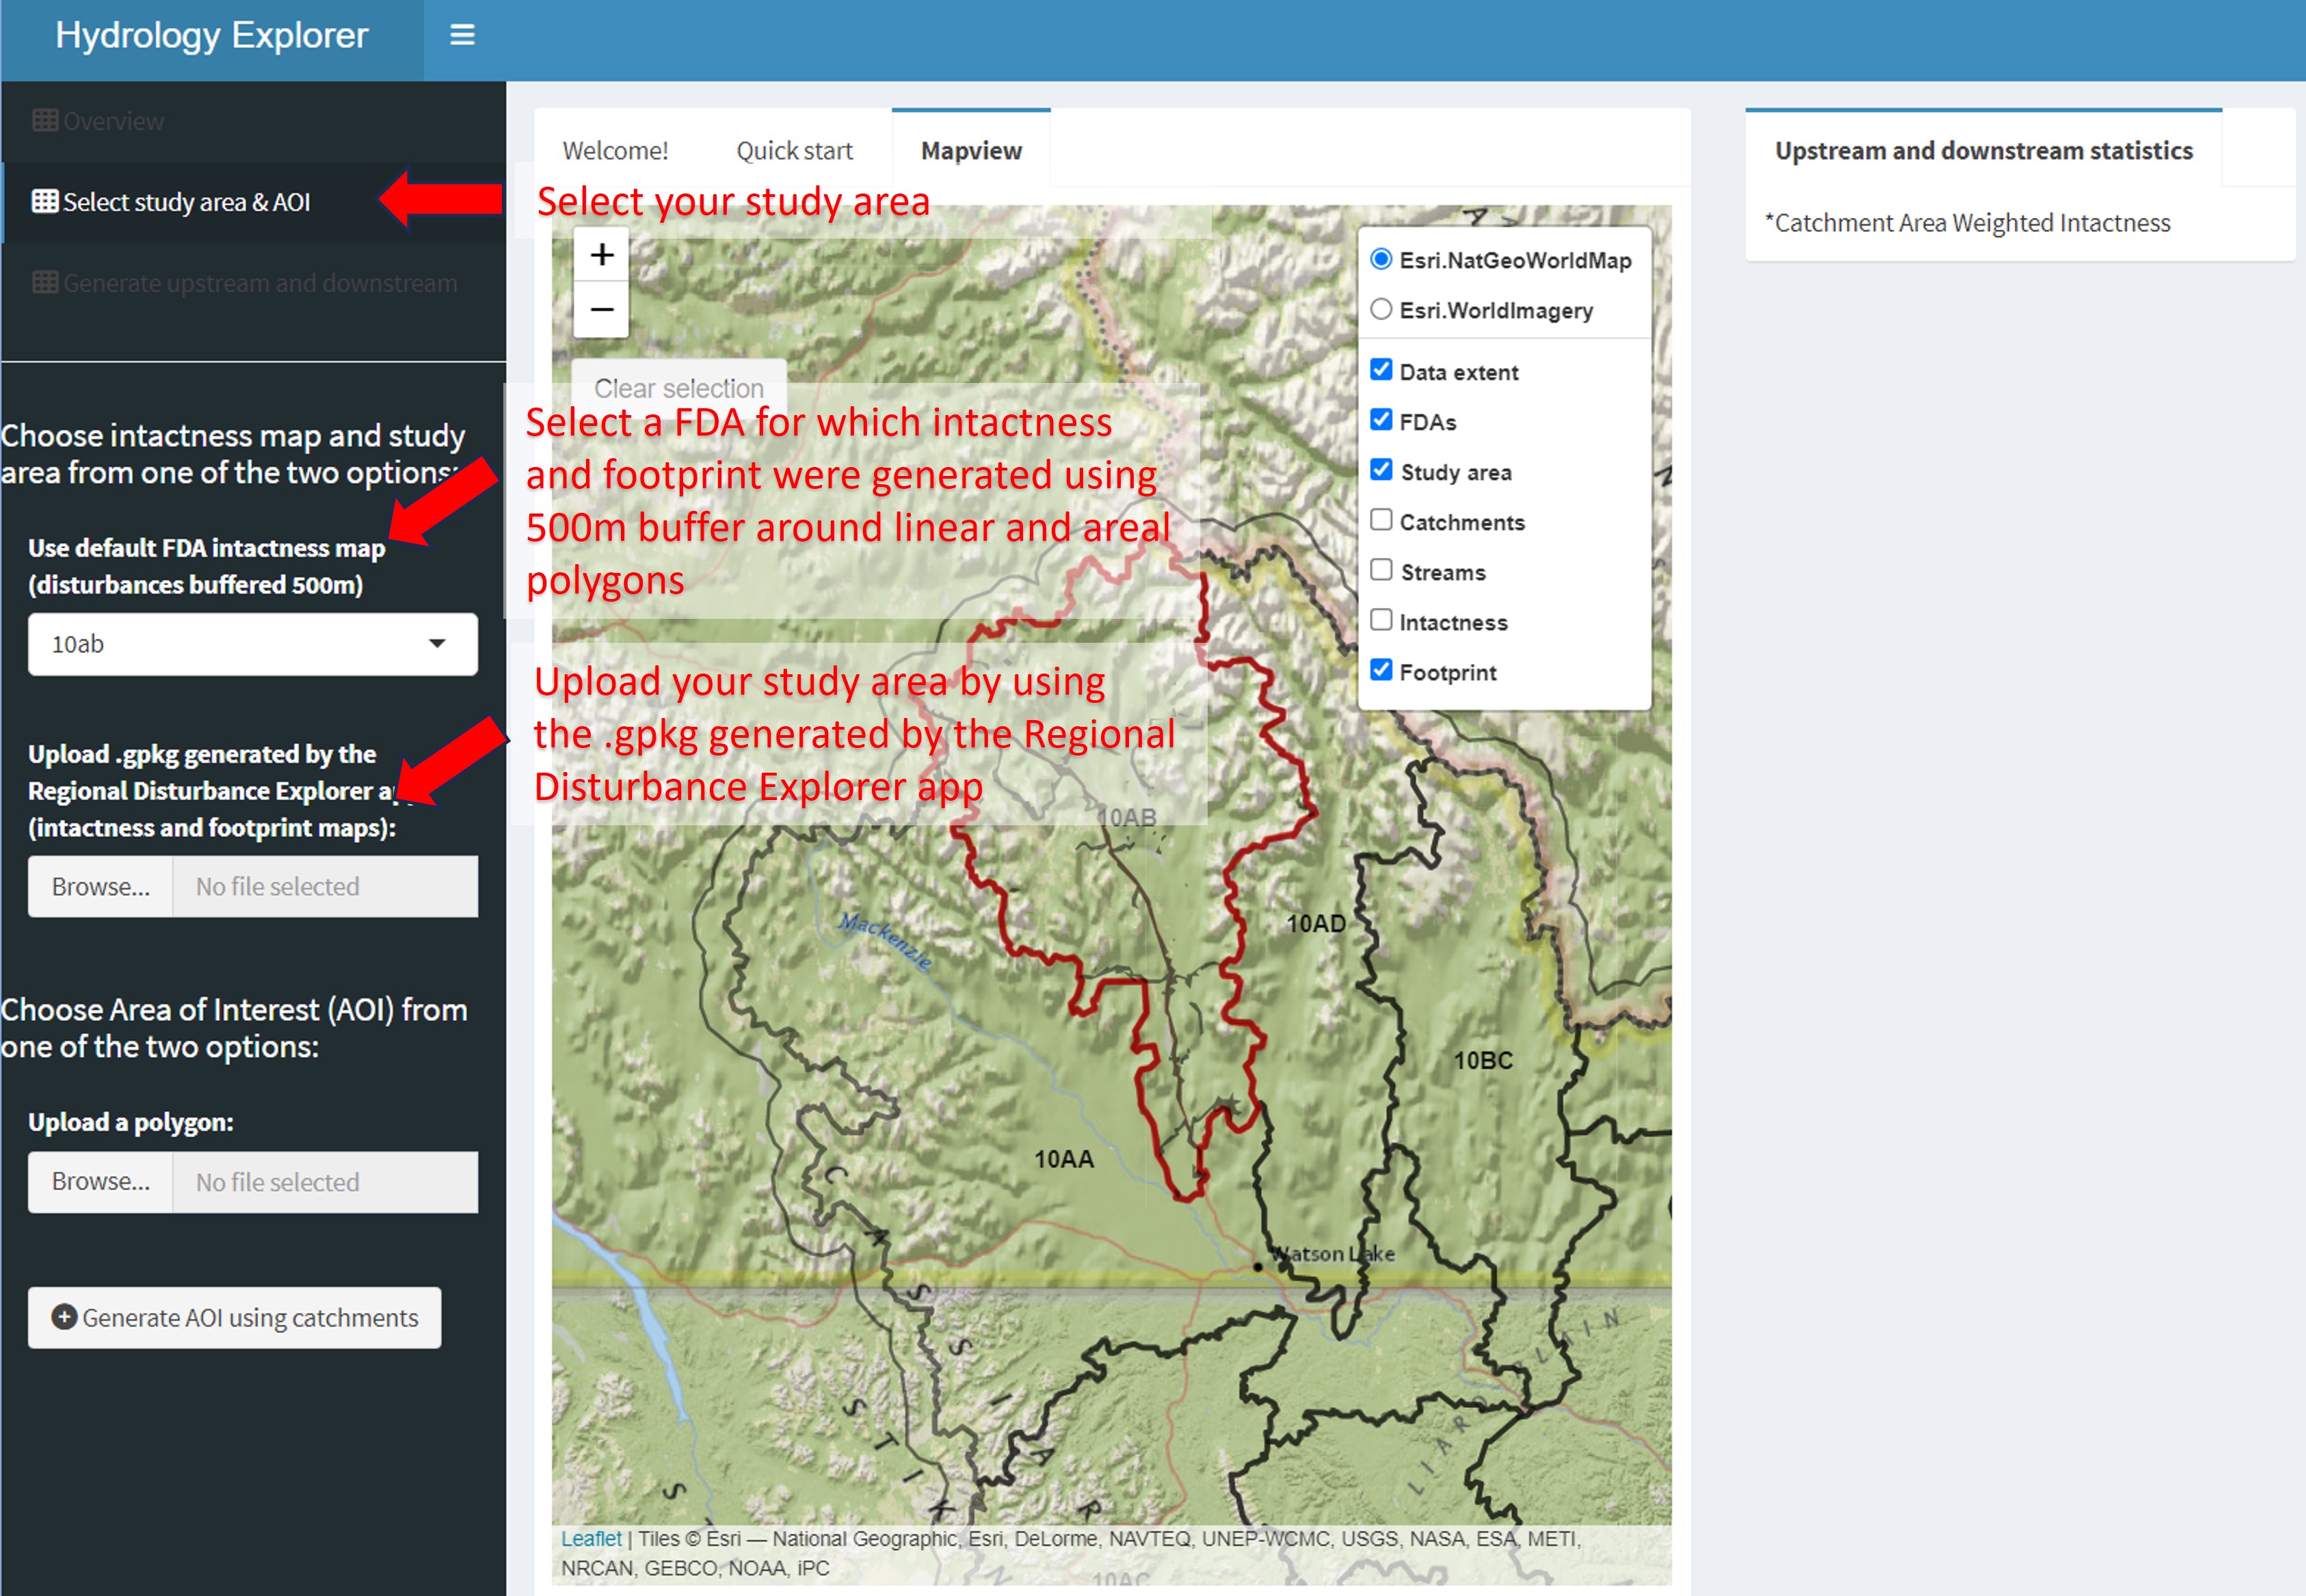 Hydrology Explorer
Overview
Select study area & AOI
Generate upstream and downstream
Choose intactness map and study
area from one of the two options:
Use default FDA intactness map
(disturbances buffered 500m)
10ab
Upload .gpkg generated by the
Regional Disturbance Explorer
(intactness and footprint maps):
Browse... No file selected
Choose Area of Interest (AOI) from
one of the two options:
Upload a polygon:
Browse... No file selected
Generate AOI using catchments
Welcome! Quick start Mapview
Select your study area
+
−
Clear selection
Select a FDA for which intactness
and footprint were generated using
500m buffer around linear and areal
polygons
Upload your study area by using
the .gpkg generated by the Regional
Disturbance Explorer app
Esri.NatGeoWorldMap
Esri.WorldImagery
Data extent
FDAs
Study area
Catchments
Streams
Intactness
Footprint
10AB
Mackenzie
10AD
10BC
10AA
Watson Lake
CASSIAR
LIARD PLAIN
10AC
Leaflet | Tiles © Esri — National Geographic, Esri, DeLorme, NAVTEQ, UNEP-WCMC, USGS, NASA, ESA, METI,
NRCAN, GEBCO, NOAA, iPC
Upstream and downstream statistics
*Catchment Area Weighted Intactness